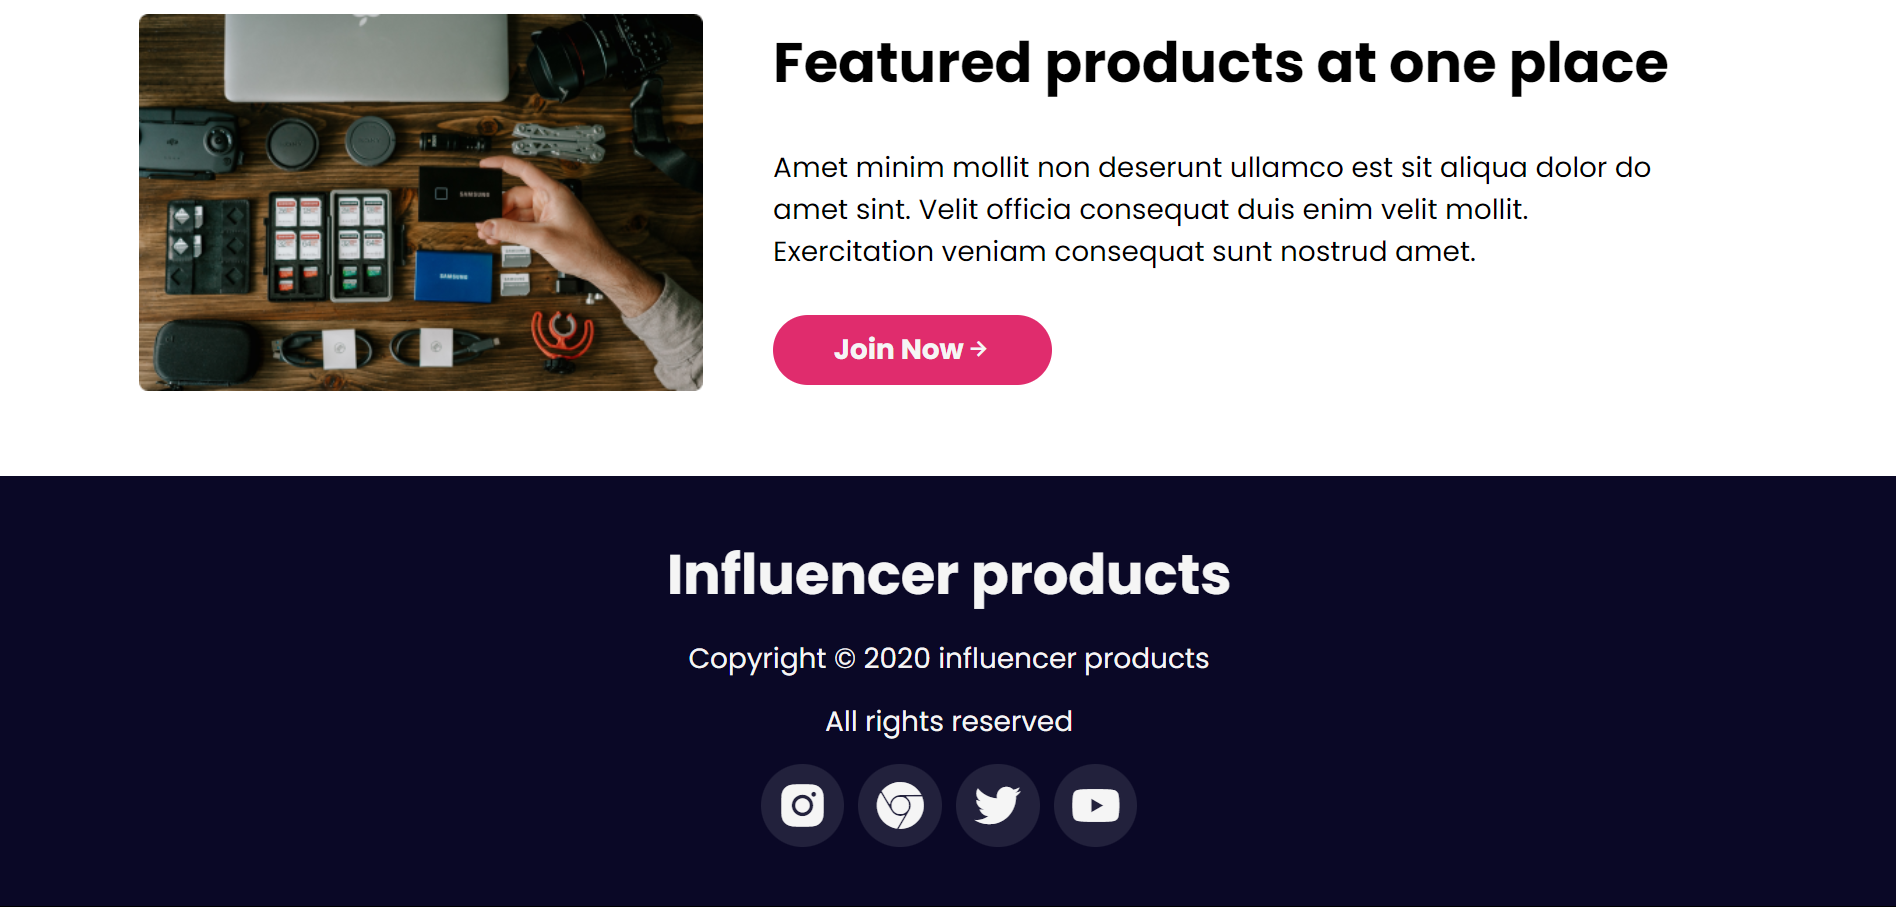 Featured products at one place
Amet minim mollit non deserunt ullamco est sit aliqua dolor do
amet sint. Velit officia consequat duis enim velit mollit.
Exercitation veniam consequat sunt nostrud amet.
Join Now →
SAMSUNG
SAMSUNG
Influencer products
Copyright © 2020 influencer products
All rights reserved